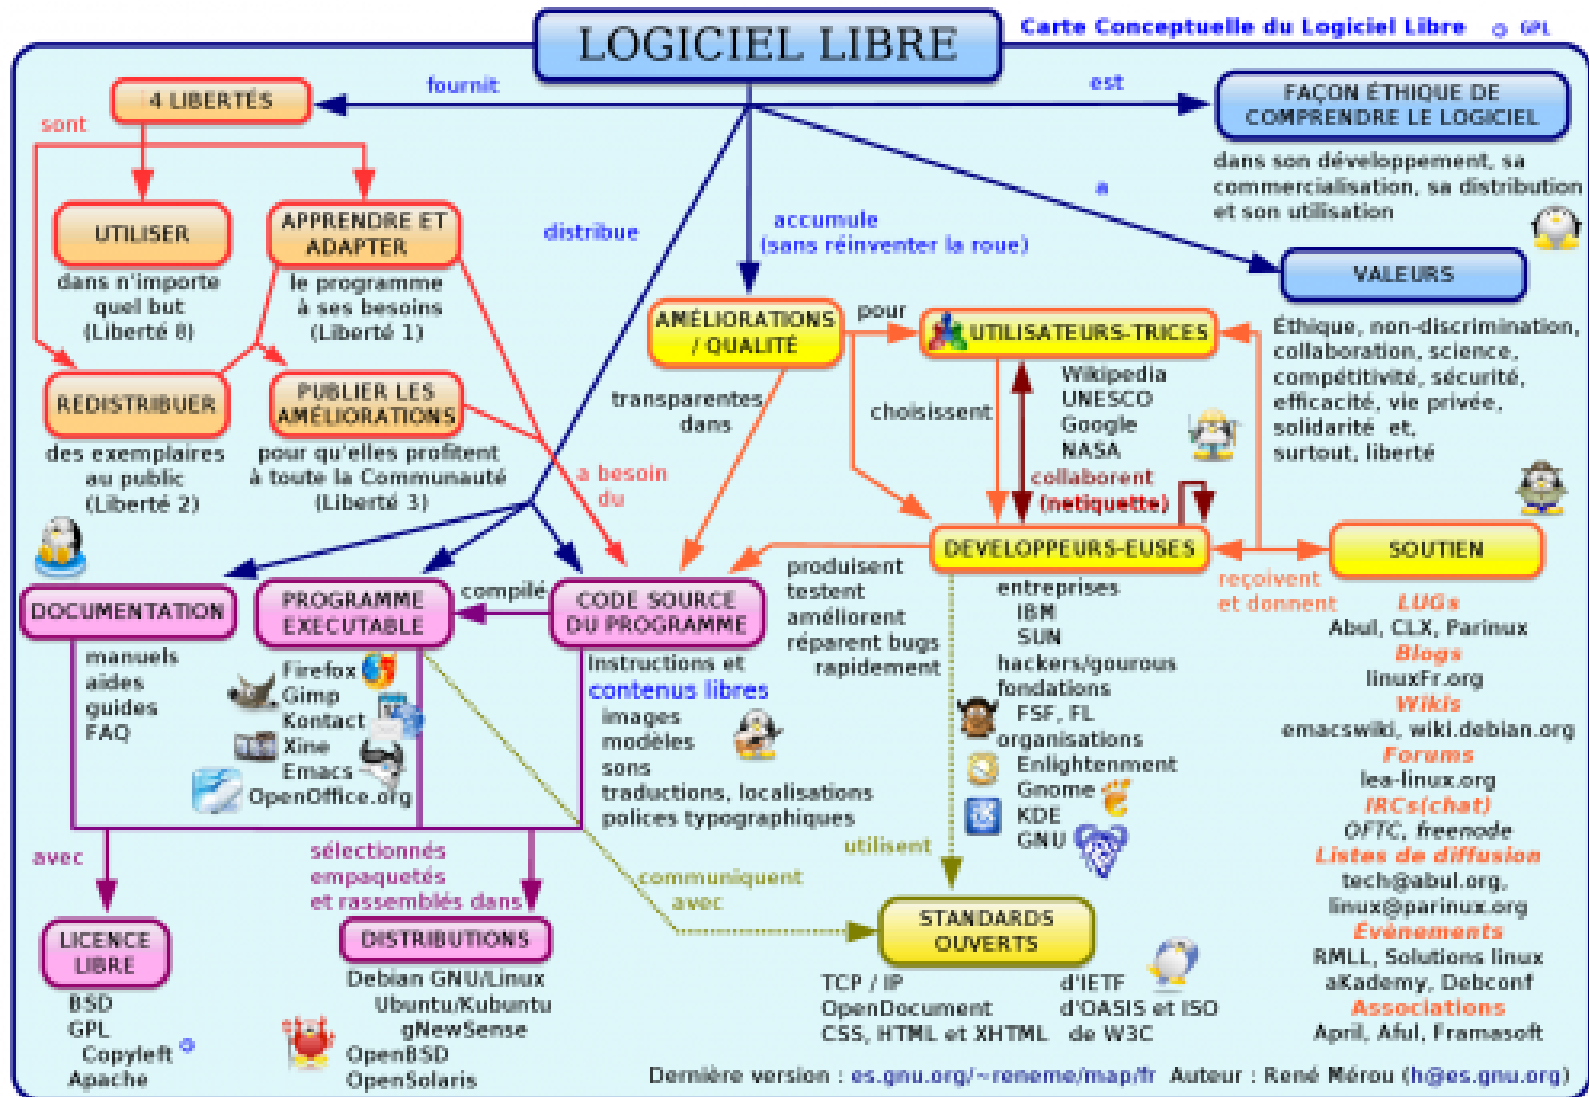 LOGICIEL LIBRE
Carte Conceptuelle du Logiciel Libre
GPL
fournit
est
4 LIBERTÉS
FAÇON ÉTHIQUE DE
COMPRENDRE LE LOGICIEL
sont
dans son développement, sa
commercialisation, sa distribution
et son utilisation
a
UTILISER
APPRENDRE ET
ADAPTER
distribue
accumule
(sans réinventer la roue)
VALEURS
dans n'importe
quel but
(Liberté 0)
le programme
à ses besoins
(Liberté 1)
AMÉLIORATIONS
/ QUALITÉ
pour
UTILISATEURS-TRICES
Éthique, non-discrimination,
collaboration, science,
compétitivité, sécurité,
efficacité, vie privée,
solidarité et,
surtout, liberté
REDISTRIBUER
PUBLIER LES
AMÉLIORATIONS
transparentes
dans
choisissent
Wikipedia
UNESCO
Google
NASA
des exemplaires
au public
(Liberté 2)
pour qu'elles profitent
à toute la Communauté
(Liberté 3)
a besoin
du
collaborent
(netiquette)
DEVELOPPEURS-EUSES
SOUTIEN
reçoivent
et donnent
DOCUMENTATION
PROGRAMME
EXECUTABLE
compilé
CODE SOURCE
DU PROGRAMME
produisent
testent
améliorent
réparent bugs
rapidement
entreprises
IBM
SUN
hackers/gourous
fondations
FSF, FL
organisations
Enlightenment
Gnome
KDE
GNU
LUGs
Abul, CLX, Parinux
Blogs
linuxFr.org
Wikis
emacswiki, wiki.debian.org
Forums
lea-linux.org
IRCs(chat)
OFTC, freenode
Listes de diffusion
tech@abul.org,
linux@parinux.org
Évènements
RMLL, Solutions linux
aKademy, Debconf
Associations
April, Aful, Framasoft
manuels
aides
guides
FAQ
Firefox
Gimp
Kontact
Xine
Emacs
OpenOffice.org
Instructions et
contenus libres
images
modèles
sons
traductions, localisations
polices typographiques
avec
sélectionnés
empaquetés
et rassemblés dans
communiquent
avec
utilisent
LICENCE
LIBRE
DISTRIBUTIONS
STANDARDS
OUVERTS
BSD
GPL
Copyleft
Apache
Debian GNU/Linux
Ubuntu/Kubuntu
gNewSense
OpenBSD
OpenSolaris
TCP / IP d'IETF
OpenDocument d'OASIS et ISO
CSS, HTML et XHTML de W3C
Dernière version : es.gnu.org/~reneme/map/fr Auteur : René Mérou (h@es.gnu.org)